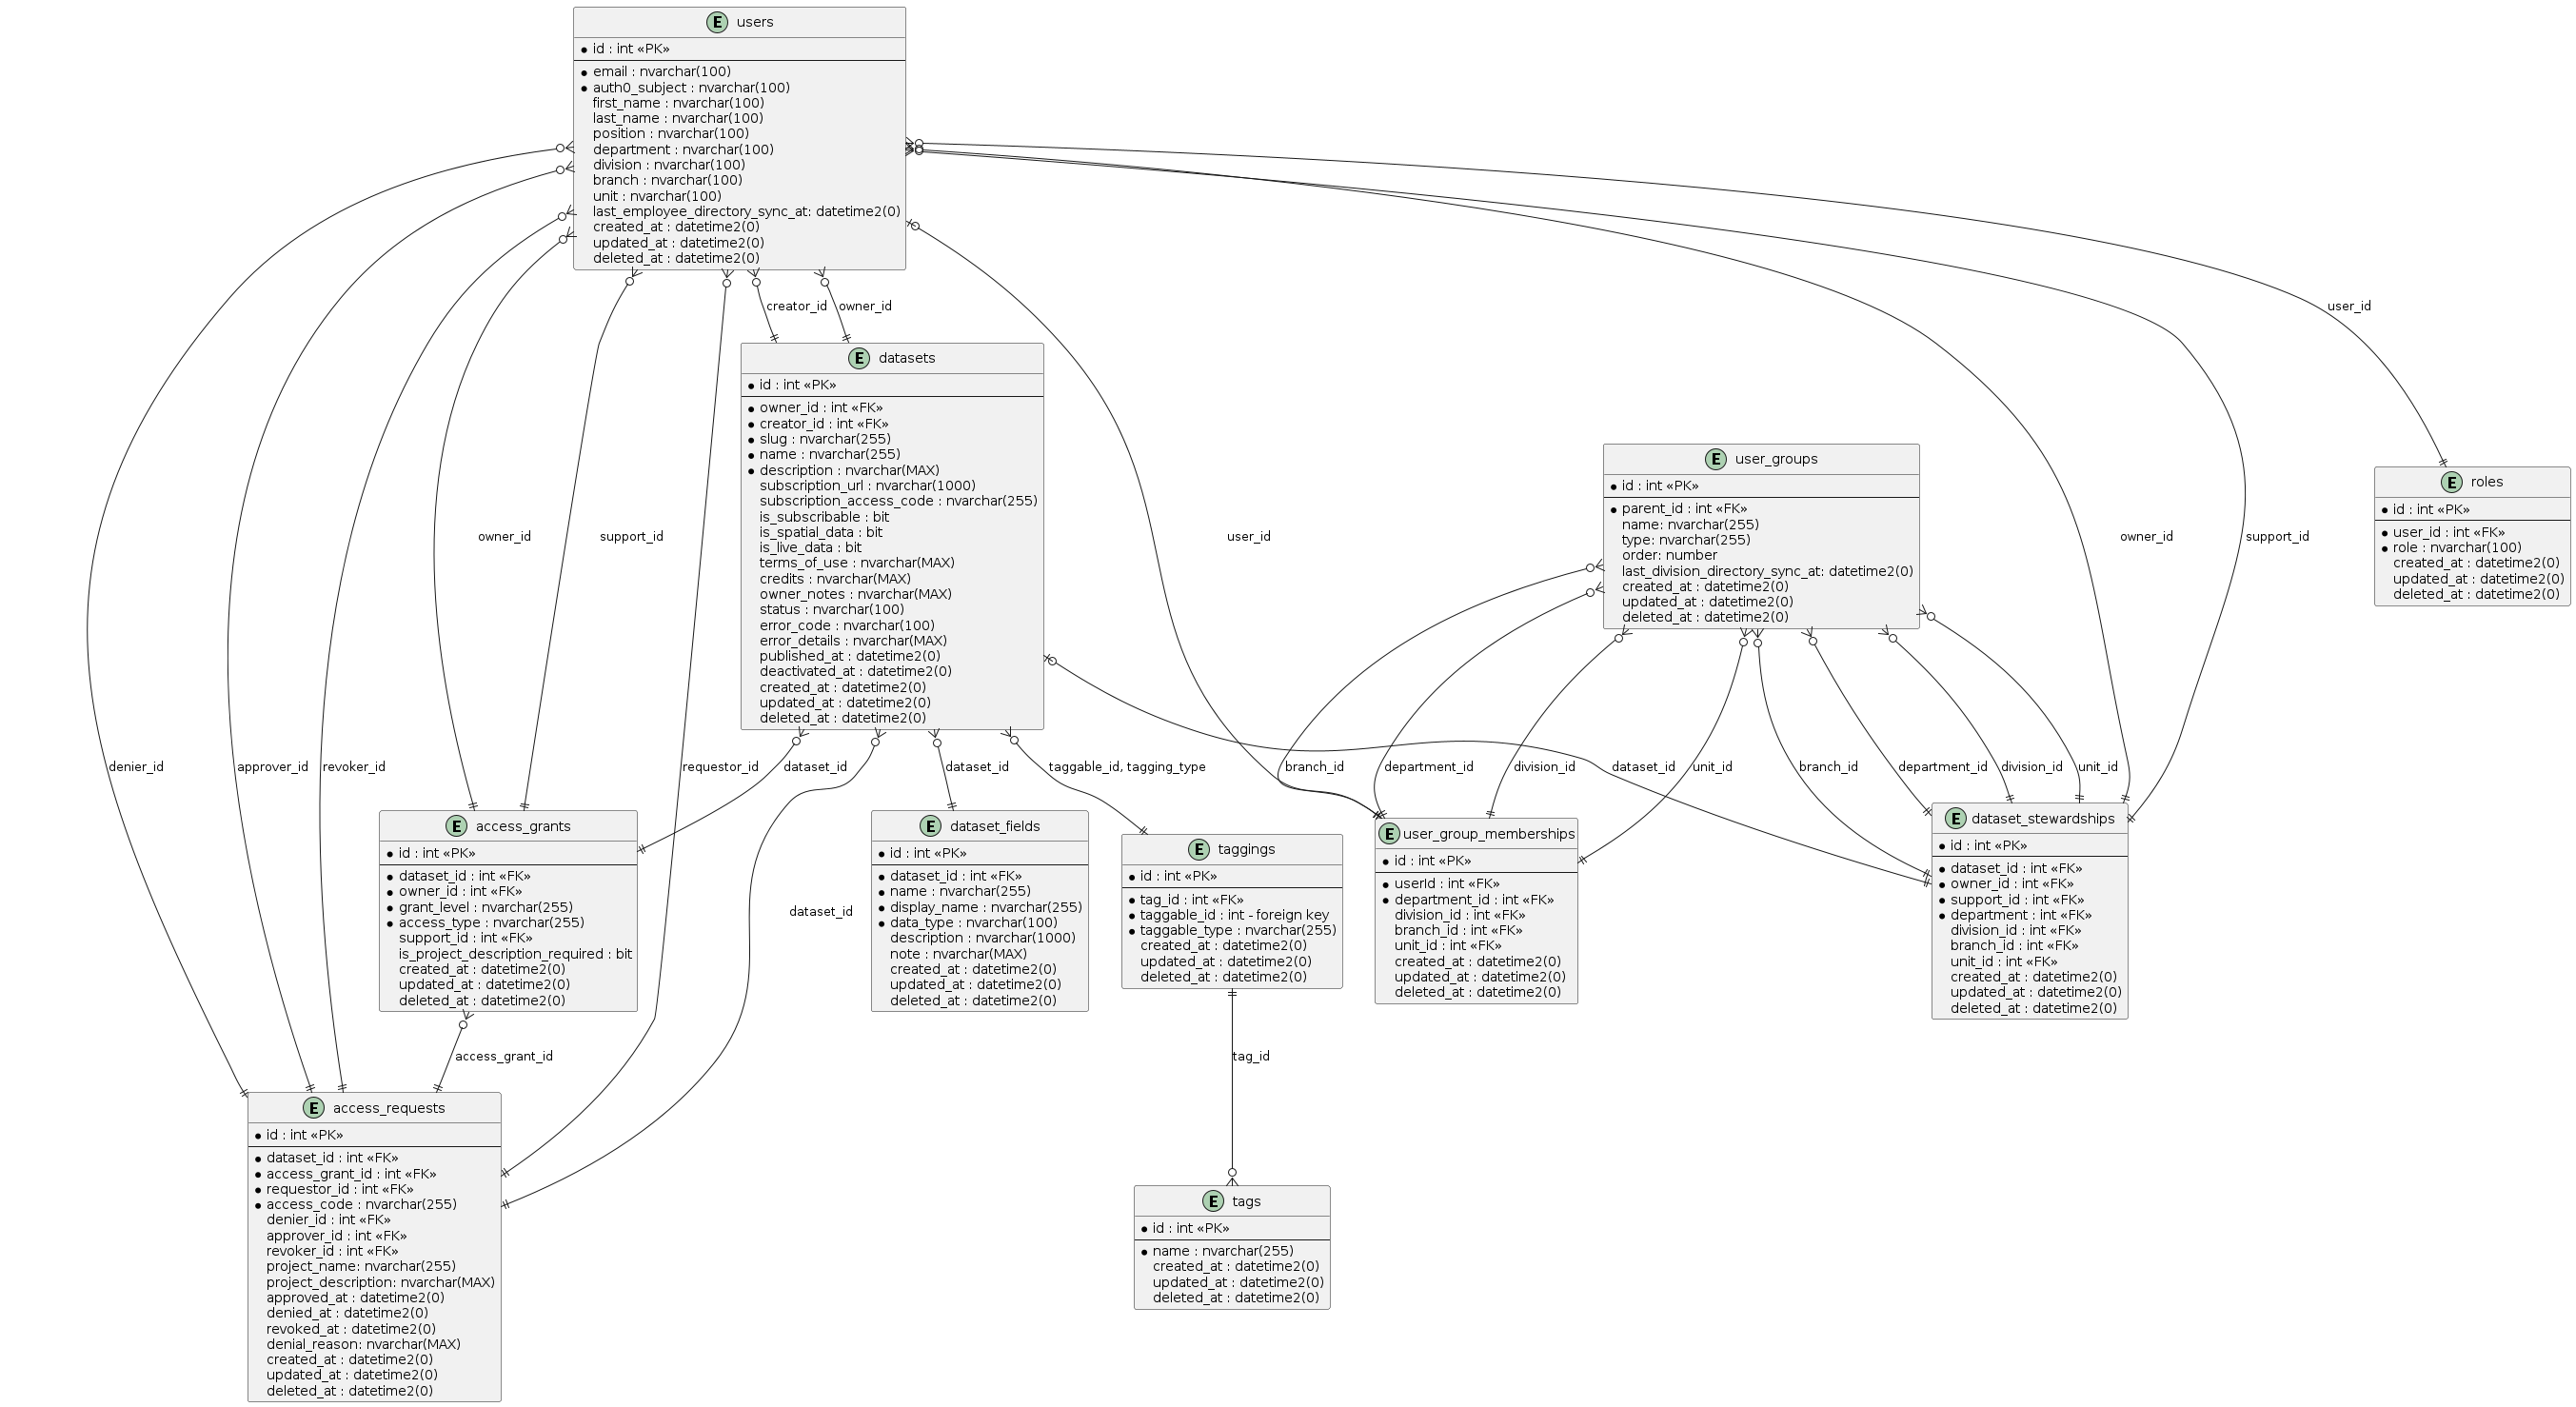 E users
id : int «PK»
email : nvarchar(100)
auth0_subject : nvarchar(100)
first_name : nvarchar(100)
last_name : nvarchar(100)
position : nvarchar(100)
department : nvarchar(100)
division : nvarchar(100)
branch : nvarchar(100)
unit : nvarchar(100)
last_employee_directory_sync_at: datetime2(0)
created_at : datetime2(0)
updated_at : datetime2(0)
deleted_at : datetime2(0)
creator_id
owner_id
user_id
E datasets
id : int «PK»
owner_id : int «FK»
creator_id : int «FK»
slug : nvarchar(255)
name : nvarchar(255)
description : nvarchar(MAX)
subscription_url : nvarchar(1000)
subscription_access_code : nvarchar(255)
is_subscribable : bit
is_spatial_data : bit
is_live_data : bit
terms_of_use : nvarchar(MAX)
credits : nvarchar(MAX)
owner_notes : nvarchar(MAX)
status : nvarchar(100)
error_code : nvarchar(100)
error_details : nvarchar(MAX)
published_at : datetime2(0)
deactivated_at : datetime2(0)
created_at : datetime2(0)
updated_at : datetime2(0)
deleted_at : datetime2(0)
E user_groups
id : int «PK»
parent_id : int «FK»
name: nvarchar(255)
type: nvarchar(255)
order: number
last_division_directory_sync_at: datetime2(0)
created_at : datetime2(0)
updated_at : datetime2(0)
deleted_at : datetime2(0)
E roles
id : int «PK»
user_id : int «FK»
role : nvarchar(100)
created_at : datetime2(0)
updated_at : datetime2(0)
deleted_at : datetime2(0)
owner_id
support_id
user_id
owner_id
support_id
denier_id
approver_id
revoker_id
requestor_id
dataset_id
dataset_id
taggable_id, tagging_type
branch_id
department_id
division_id
dataset_id
unit_id
branch_id
department_id
division_id
unit_id
E access_grants
id : int «PK»
dataset_id : int «FK»
owner_id : int «FK»
grant_level : nvarchar(255)
access_type : nvarchar(255)
support_id : int «FK»
is_project_description_required : bit
created_at : datetime2(0)
updated_at : datetime2(0)
deleted_at : datetime2(0)
dataset_id
E dataset_fields
id : int «PK»
dataset_id : int «FK»
name : nvarchar(255)
display_name : nvarchar(255)
data_type : nvarchar(100)
description : nvarchar(1000)
note : nvarchar(MAX)
created_at : datetime2(0)
updated_at : datetime2(0)
deleted_at : datetime2(0)
E taggings
id : int «PK»
tag_id : int «FK»
taggable_id : int - foreign key
taggable_type : nvarchar(255)
created_at : datetime2(0)
updated_at : datetime2(0)
deleted_at : datetime2(0)
E user_group_memberships
id : int «PK»
userId : int «FK»
department_id : int «FK»
division_id : int «FK»
branch_id : int «FK»
unit_id : int «FK»
created_at : datetime2(0)
updated_at : datetime2(0)
deleted_at : datetime2(0)
E dataset_stewardships
id : int «PK»
dataset_id : int «FK»
owner_id : int «FK»
support_id : int «FK»
department : int «FK»
division_id : int «FK»
branch_id : int «FK»
unit_id : int «FK»
created_at : datetime2(0)
updated_at : datetime2(0)
deleted_at : datetime2(0)
access_grant_id
tag_id
E access_requests
id : int «PK»
dataset_id : int «FK»
access_grant_id : int «FK»
requestor_id : int «FK»
access_code : nvarchar(255)
denier_id : int «FK»
approver_id : int «FK»
revoker_id : int «FK»
project_name: nvarchar(255)
project_description: nvarchar(MAX)
approved_at : datetime2(0)
denied_at : datetime2(0)
revoked_at : datetime2(0)
denial_reason: nvarchar(MAX)
created_at : datetime2(0)
updated_at : datetime2(0)
deleted_at : datetime2(0)
E tags
id : int «PK»
name : nvarchar(255)
created_at : datetime2(0)
updated_at : datetime2(0)
deleted_at : datetime2(0)